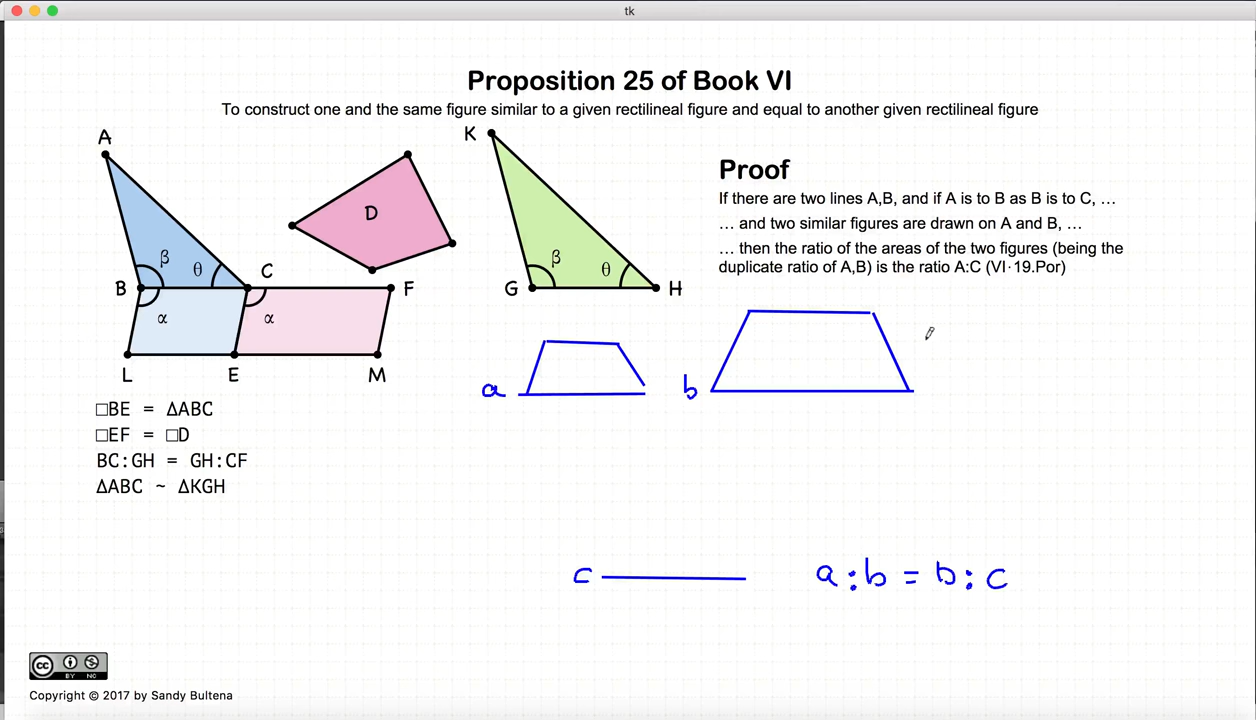 tk
Proposition 25 of Book VI
To construct one and the same figure similar to a given rectilineal figure and equal to another given rectilineal figure
A
K
D
β
θ
C
B
F
α
α
L
E
M
β
θ
G
H
□BE = ΔABC
□EF = □D
BC:GH = GH:CF
ΔABC ~ ΔKGH
Proof
If there are two lines A,B, and if A is to B as B is to C, …
… and two similar figures are drawn on A and B, …
… then the ratio of the areas of the two figures (being the
duplicate ratio of A,B) is the ratio A:C (VI·19.Por)
a
b
c
a:b = b:c
cc
BY NC
Copyright © 2017 by Sandy Bultena